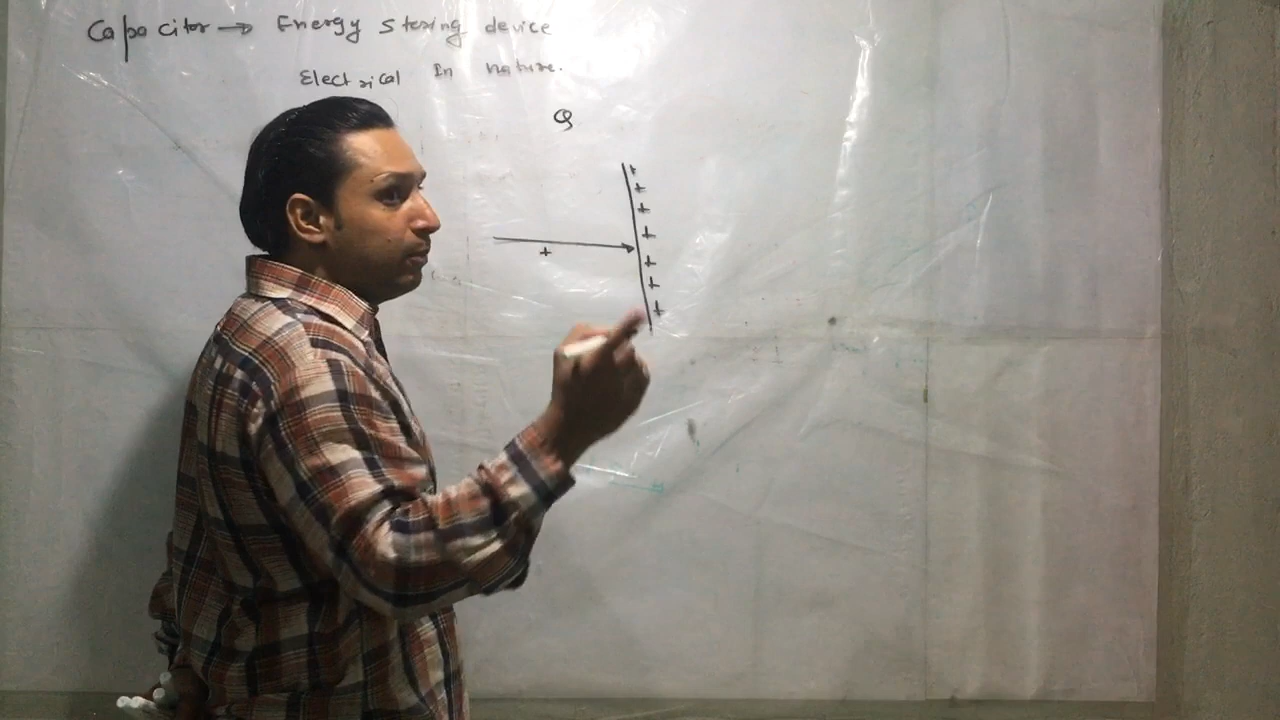 Capacitor → Energy storing device
Electrical In nature.
Q
+
+
+
+
+
+
+
+